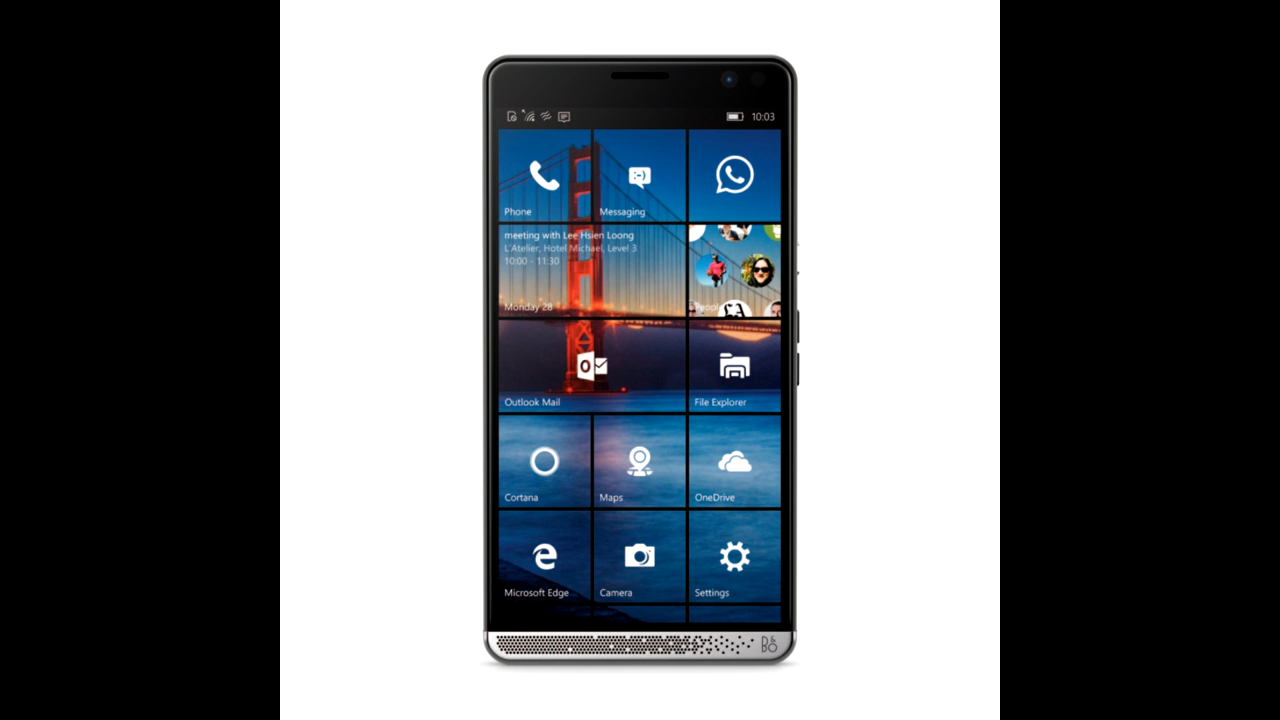 10:03
Phone
Messaging
meeting with Lee Hsien Loong
L'Atelier, Hotel Michael, Level 3
10:00 - 11:30
Monday 28
People
Outlook Mail
File Explorer
Cortana
Maps
OneDrive
Microsoft Edge
Camera
Settings
B&O